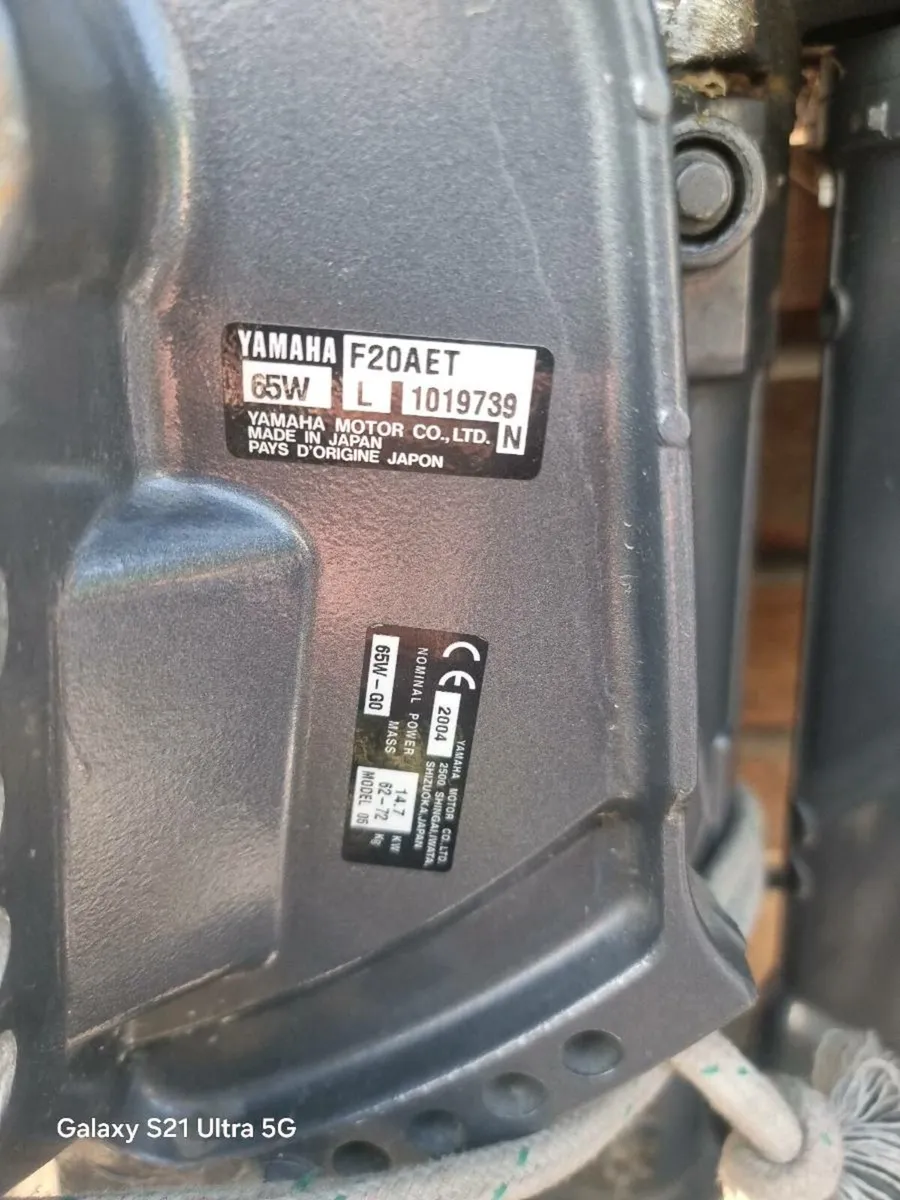 YAMAHA F20AET
65W L 1019739
YAMAHA MOTOR CO.,LTD. N
MADE IN JAPAN
PAYS D'ORIGINE JAPON
CE 2004
YAMAHA MOTOR CO.,LTD.
2500 SHINGAI,IWATA,
SHIZUOKA,JAPAN
NOMINAL POWER 14.7 KW
MASS 62-72 Kg
65W-G0 MODEL 05
Galaxy S21 Ultra 5G